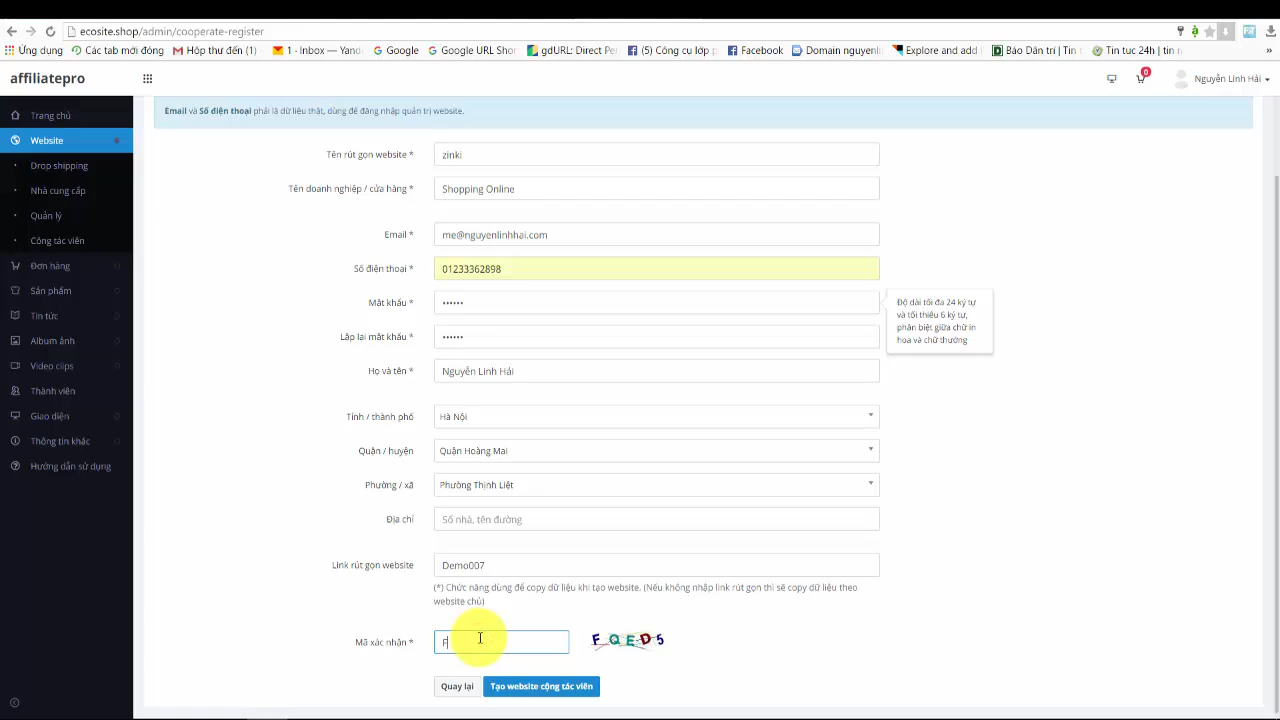 ecosite.shop/admin/cooperate-register
Ứng dụng Các tab mới đóng Hộp thư đến (1) 1 - Inbox — Yand Google Google URL Shor gotURL: Direct Pe (5) Công cụ lọc p Facebook Domain nguyenli Explore and add Báo Dân trí | Tin t Tin tuc 24h | tin n »
affiliatepro
0
Nguyễn Linh Hải
Email và Số điện thoại phải là dữ liệu thật, dùng để đăng nhập quản trị website.
Trang chủ
Website
Drop shipping
Nhà cung cấp
Quản lý
Cộng tác viên
Đơn hàng
Sản phẩm
Tin tức
Album ảnh
Video clips
Thành viên
Giao diện
Thông tin khác
Hướng dẫn sử dụng
Tên rút gọn website * zinki
Tên doanh nghiệp / cửa hàng * Shopping Online
Email * me@nguyenlinhhai.com
Số điện thoại * 01233362898
Mật khẩu * ••••••
Độ dài tối đa 24 ký tự
và tối thiểu 6 ký tự,
phân biệt giữa chữ in
hoa và chữ thường
Lặp lại mật khẩu * ••••••
Họ và tên * Nguyễn Linh Hải
Tỉnh / thành phố Hà Nội
Quận / huyện Quận Hoàng Mai
Phường / xã Phường Thịnh Liệt
Địa chỉ Số nhà, tên đường
Link rút gọn website Demo007
(*) Chức năng dùng để copy dữ liệu khi tạo website. (Nếu không nhập link rút gọn thì sẽ copy dữ liệu theo
website chủ)
Mã xác nhận * F FQED5
Quay lại Tạo website cộng tác viên